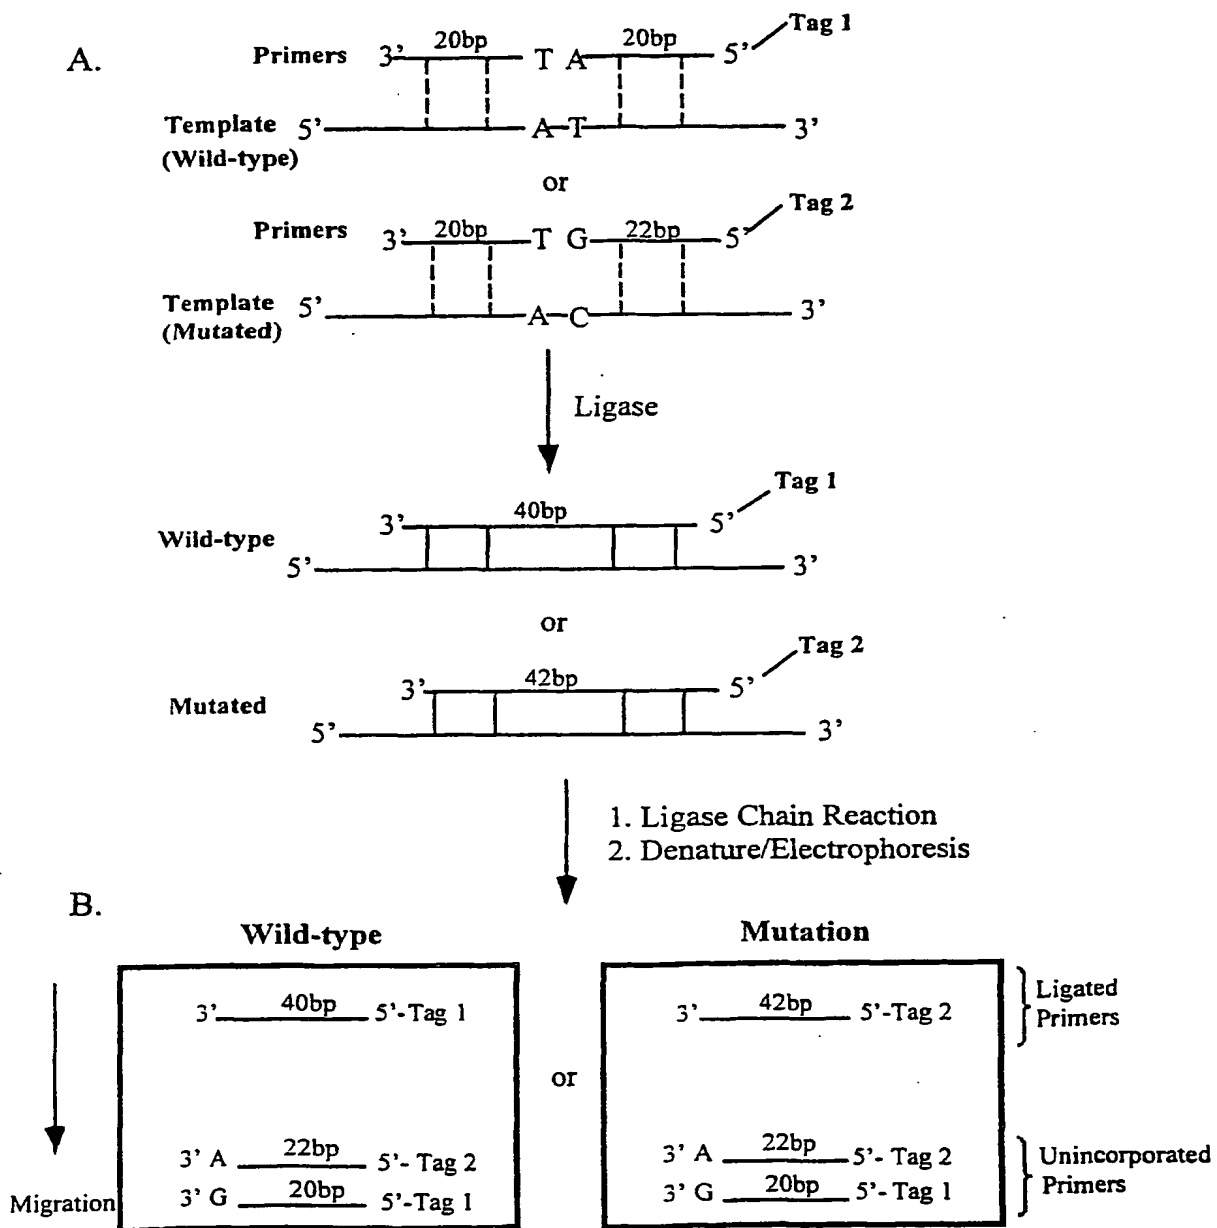 A.
Primers 3' 20bp T A 20bp 5' Tag 1
Template 5' A T 3'
(Wild-type)
or
Primers 3' 20bp T G 22bp 5' Tag 2
Template 5' A C 3'
(Mutated)
Ligase
Tag 1
3' 40bp 5'
Wild-type
5' 3'
or
Tag 2
3' 42bp 5'
Mutated
5' 3'
1. Ligase Chain Reaction
2. Denature/Electrophoresis
B.
Wild-type
3' 40bp 5'-Tag 1
3' A 22bp 5'- Tag 2
3' G 20bp 5'-Tag 1
Migration
or
Mutation
3' 42bp 5'-Tag 2
3' A 22bp 5'- Tag 2
3' G 20bp 5'-Tag 1
Ligated
Primers
Unincorporated
Primers